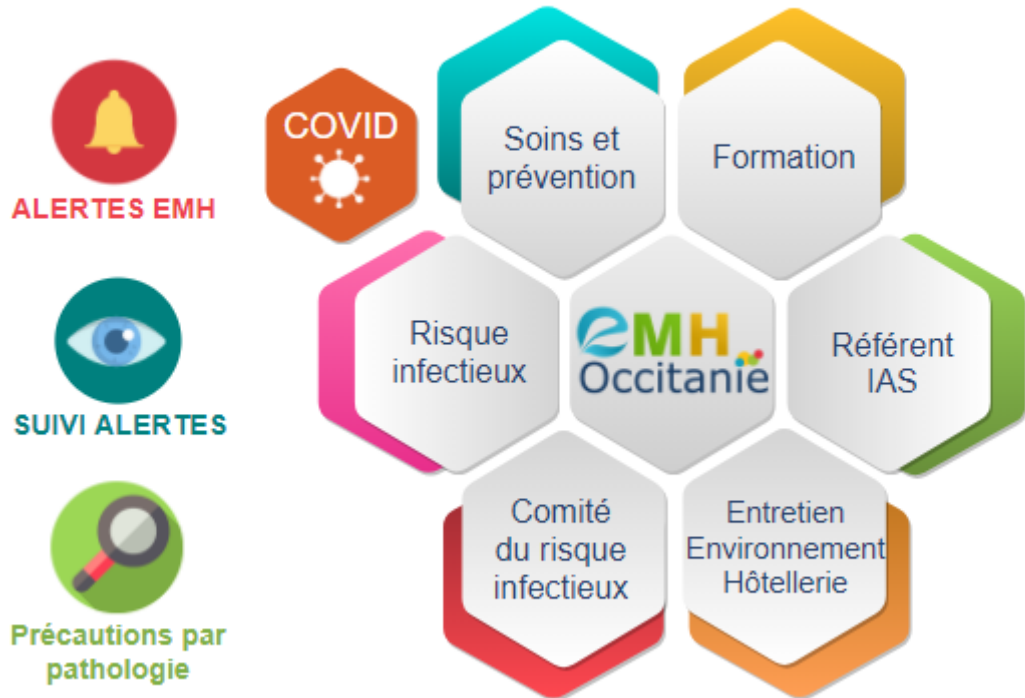 ALERTES EMH
SUIVI ALERTES
Précautions par
pathologie
COVID
Soins et
prévention
Formation
Risque
infectieux
eMH
Occitanie
Référent
IAS
Comité
du risque
infectieux
Entretien
Environnement
Hôtellerie